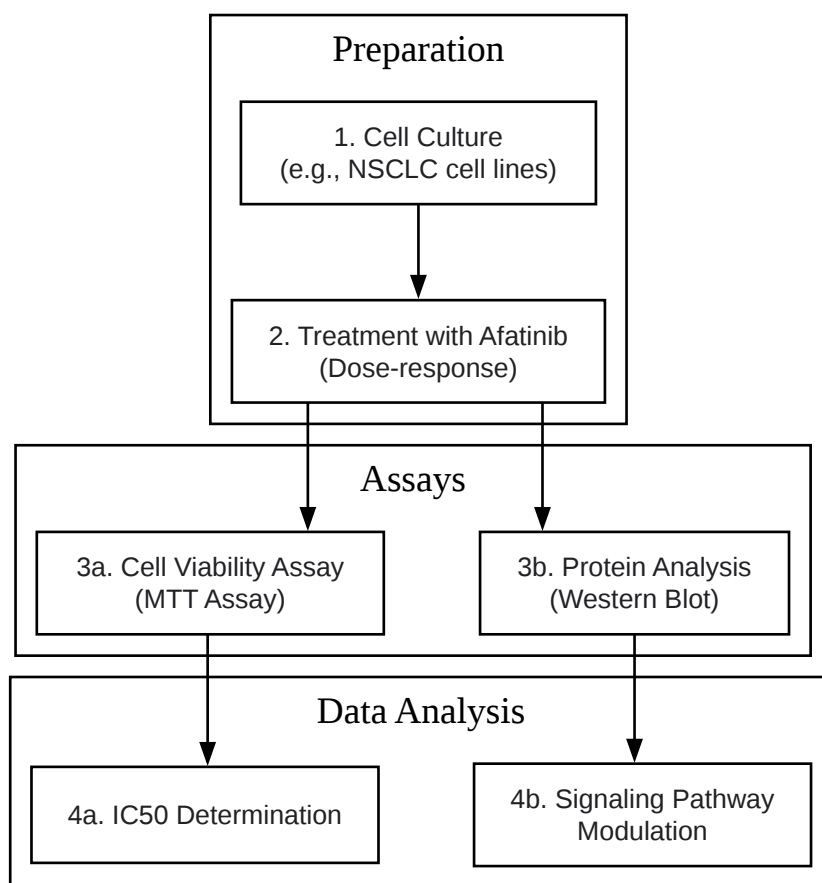 Preparation
1. Cell Culture
(e.g., NSCLC cell lines)
2. Treatment with Afatinib
(Dose-response)
Assays
3a. Cell Viability Assay
(MTT Assay)
3b. Protein Analysis
(Western Blot)
Data Analysis
4a. IC50 Determination
4b. Signaling Pathway
Modulation